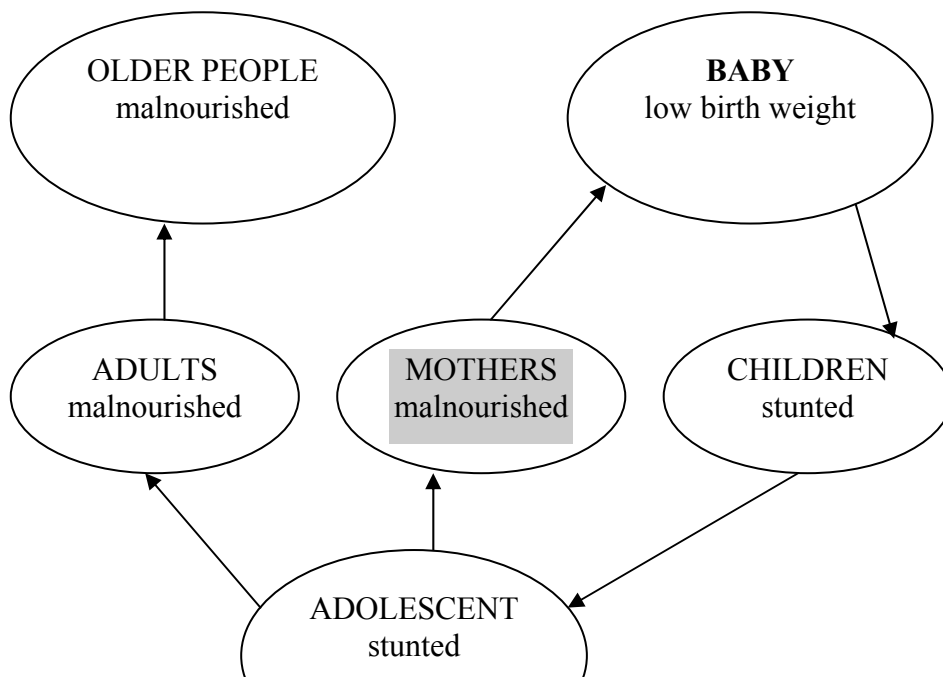 OLDER PEOPLE
malnourished
BABY
low birth weight
ADULTS
malnourished
MOTHERS
malnourished
CHILDREN
stunted
ADOLESCENT
stunted